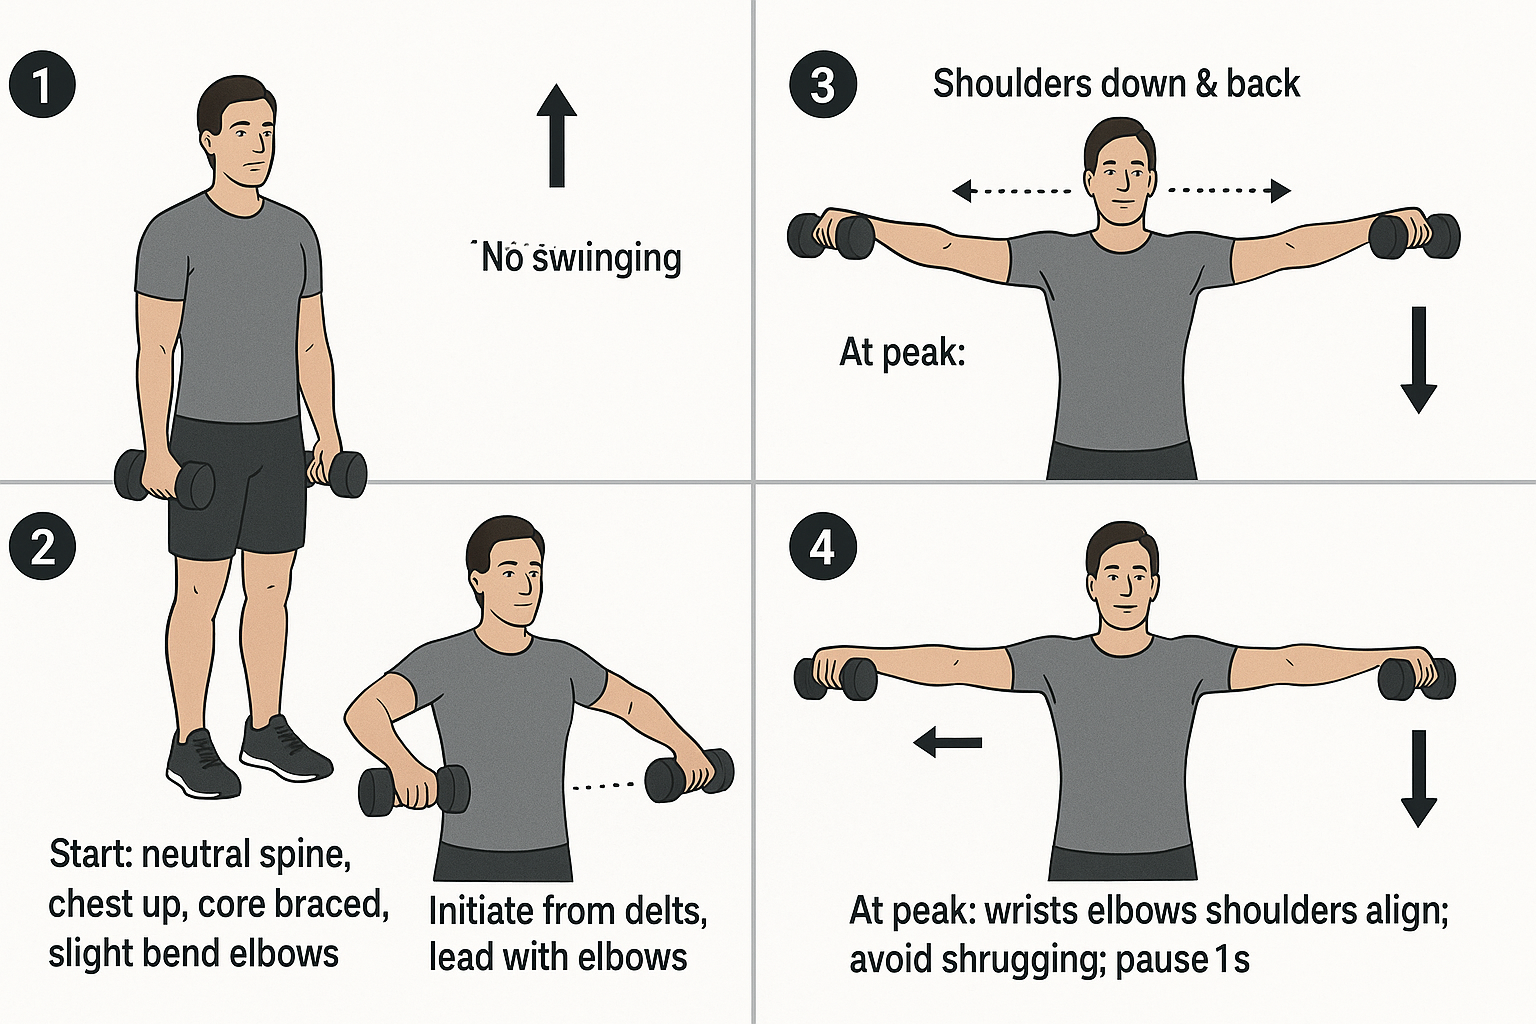 1
No swiinging
2
Start: neutral spine,
chest up, core braced,
slight bend elbows
Initiate from delts,
lead with elbows
3
Shoulders down & back
At peak:
4
At peak: wrists elbows shoulders align;
avoid shrugging; pause 1s